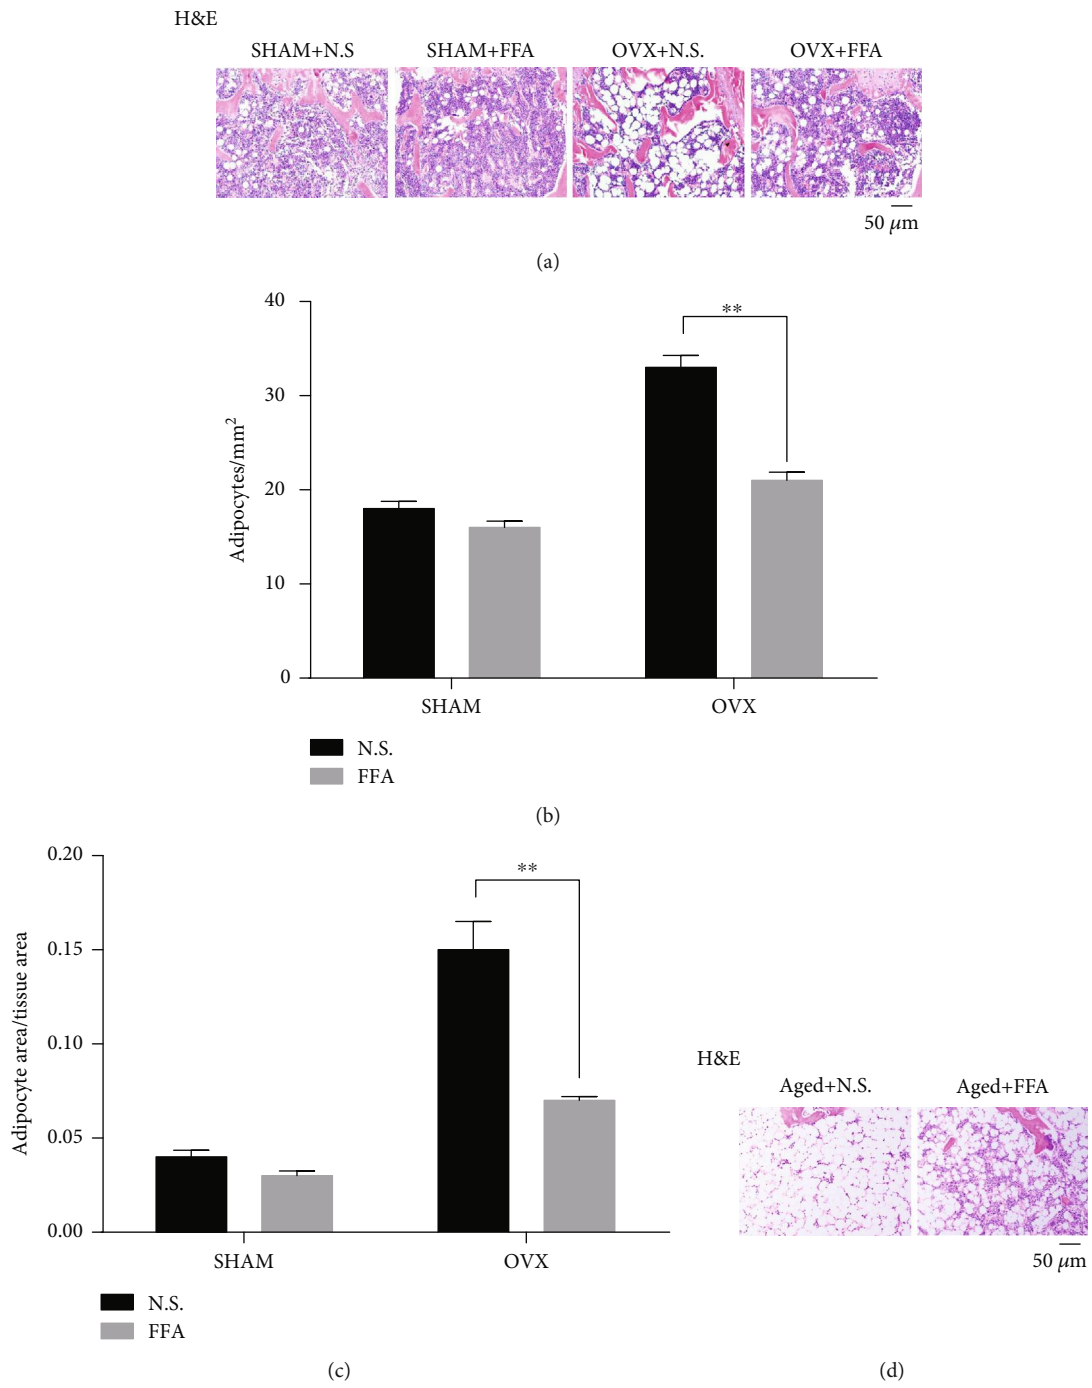 H&E
SHAM+N.S SHAM+FFA OVX+N.S. OVX+FFA
50 μm
(a)
40
30
20
10
0
Adipocytes/mm²
**
SHAM OVX
N.S.
FFA
(b)
0.20
0.15
0.10
0.05
0.00
Adipocyte area/tissue area
**
SHAM OVX
N.S.
FFA
(c)
H&E
Aged+N.S. Aged+FFA
50 μm
(d)